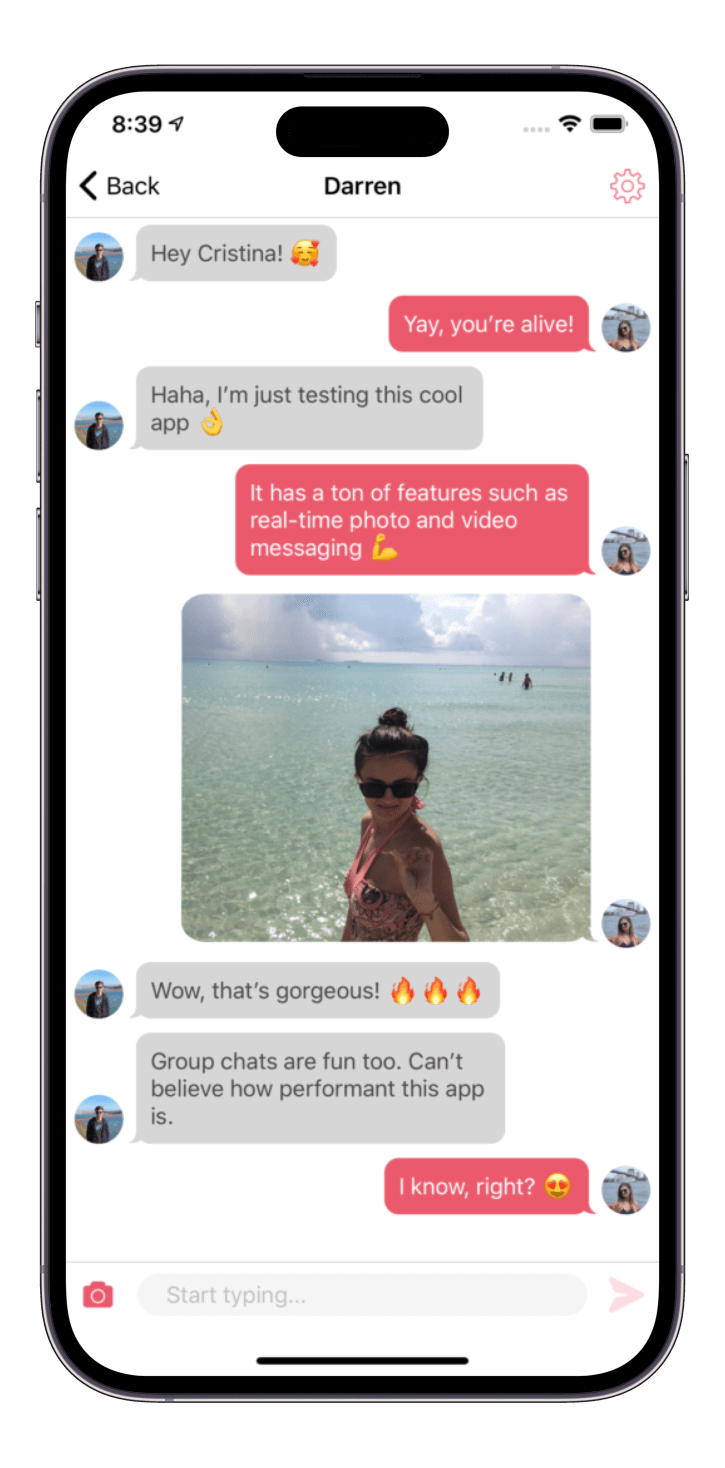 8:39
Back
Darren
Hey Cristina! 🥰
Yay, you’re alive!
Haha, I’m just testing this cool
app 👌
It has a ton of features such as
real-time photo and video
messaging 💪
Wow, that’s gorgeous! 🔥 🔥 🔥
Group chats are fun too. Can’t
believe how performant this app
is.
I know, right? 😍
Start typing...